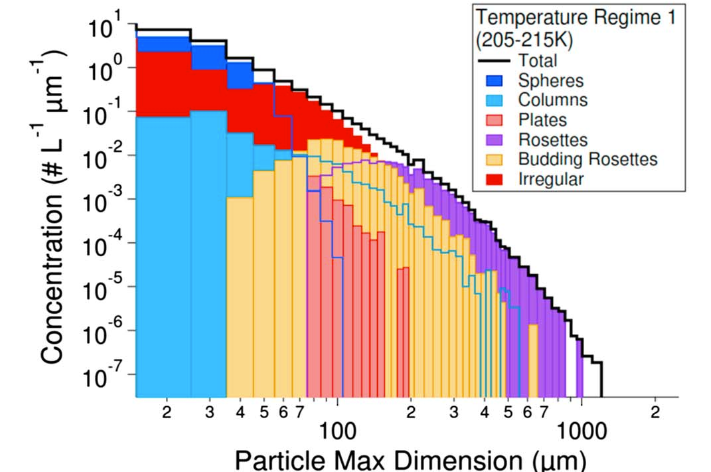 Temperature Regime 1
(205-215K)
Total
Spheres
Columns
Plates
Rosettes
Budding Rosettes
Irregular
Concentration (# L⁻¹ µm⁻¹)
10¹
10⁰
10⁻¹
10⁻²
10⁻³
10⁻⁴
10⁻⁵
10⁻⁶
10⁻⁷
2 3 4 5 6 7 2 3 4 5 6 7 2
100 1000
Particle Max Dimension (µm)